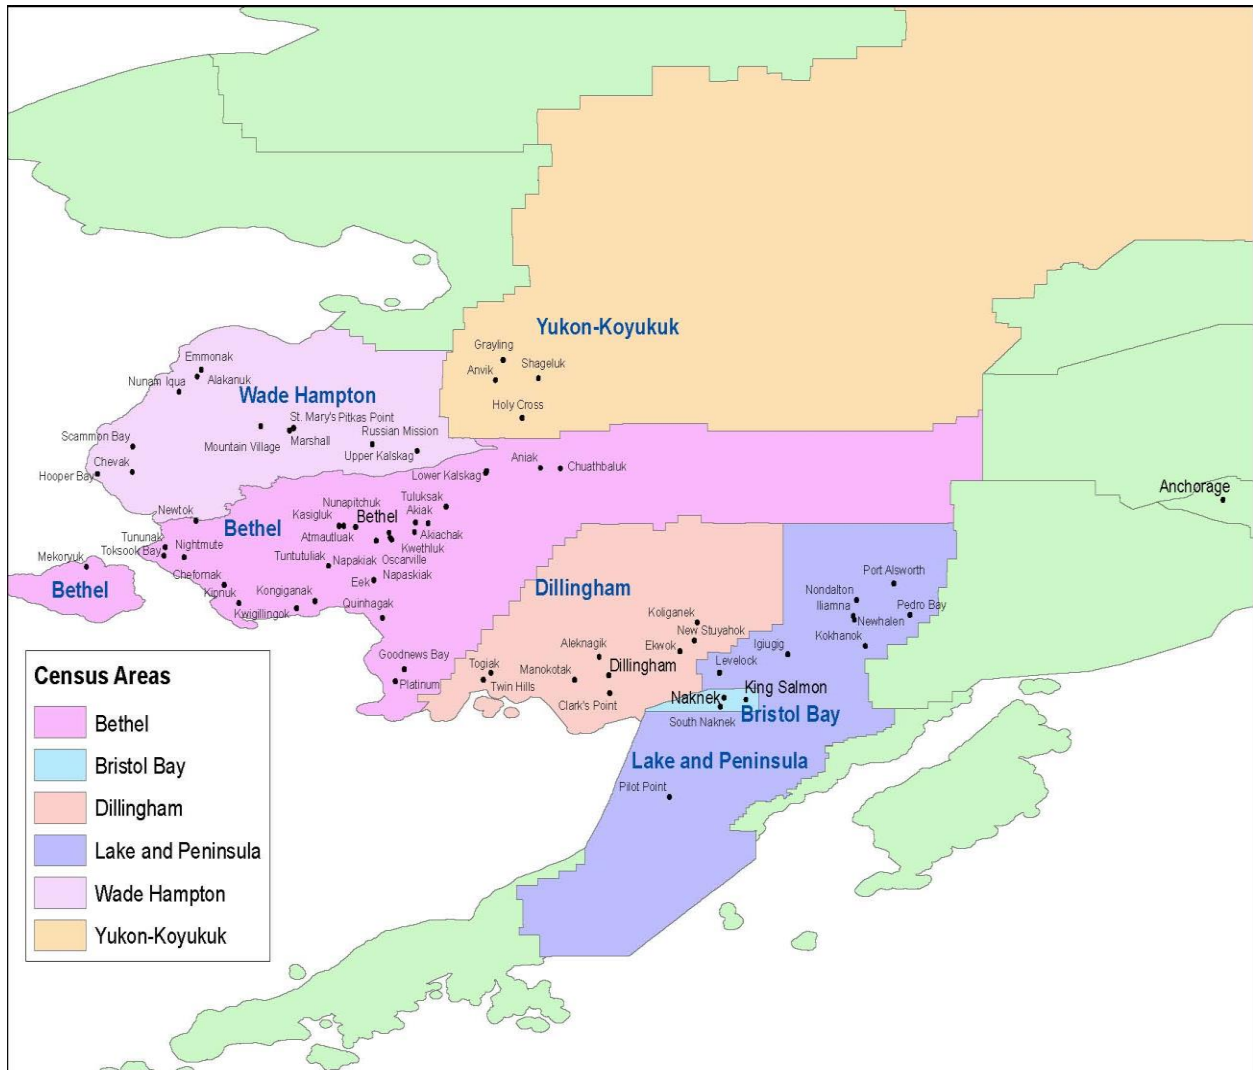 Yukon-Koyukuk
Grayling
Shageluk
Anvik
Holy Cross
Emmonak
Nunam Iqua
Alakanuk
Wade Hampton
St. Mary's
Pitkas Point
Scammon Bay
Mountain Village
Marshall
Russian Mission
Chevak
Upper Kalskag
Hooper Bay
Lower Kalskag
Aniak
Chuathbaluk
Anchorage
Newtok
Bethel
Kasigluk
Nunapitchuk
Bethel
Tuluksak
Akiak
Tununak
Atmautluak
Akiachak
Toksook Bay
Nightmute
Kwethluk
Mekoryuk
Tuntutuliak
Napakiak
Oscarville
Bethel
Chefornak
Eek
Napaskiak
Kipnuk
Kongiganak
Kwigillingok
Quinhagak
Dillingham
Port Alsworth
Nondalton
Iliamna
Pedro Bay
Newhalen
Koliganek
New Stuyahok
Kokhanok
Aleknagik
Ekwok
Igiugig
Goodnews Bay
Togiak
Manokotak
Dillingham
Levelock
Platinum
Twin Hills
King Salmon
Naknek
Clark's Point
South Naknek
Bristol Bay
Lake and Peninsula
Pilot Point
Census Areas
Bethel
Bristol Bay
Dillingham
Lake and Peninsula
Wade Hampton
Yukon-Koyukuk